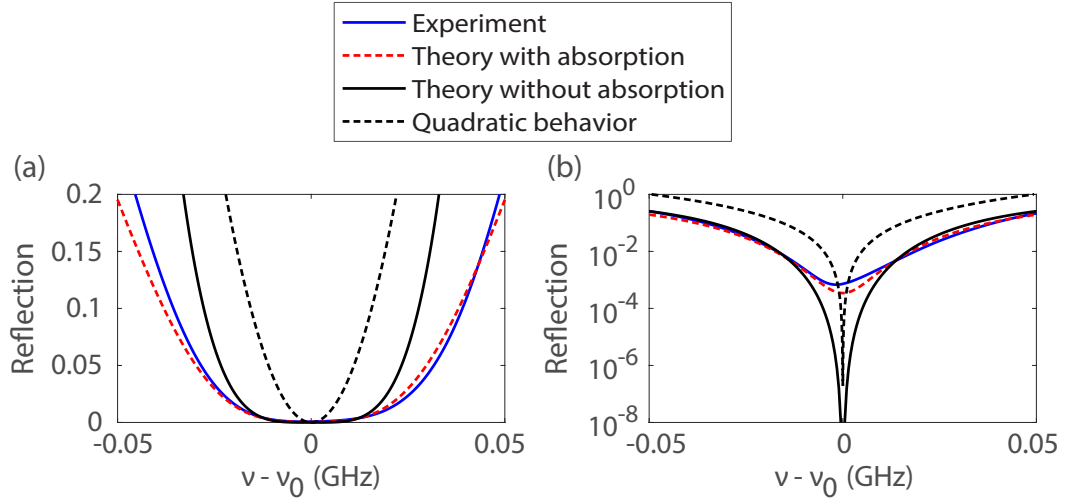 Experiment
Theory with absorption
Theory without absorption
Quadratic behavior
(a)
0.2
0.15
0.1
0.05
0
Reflection
-0.05
0
0.05
ν - ν0 (GHz)
(b)
10^0
10^-2
10^-4
10^-6
10^-8
Reflection
-0.05
0
0.05
ν - ν0 (GHz)